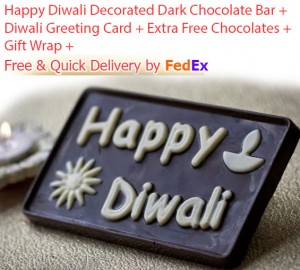 Happy Diwali Decorated Dark Chocolate Bar +
Diwali Greeting Card + Extra Free Chocolates +
Gift Wrap +
Free & Quick Delivery by FedEx
Happy
Diwali